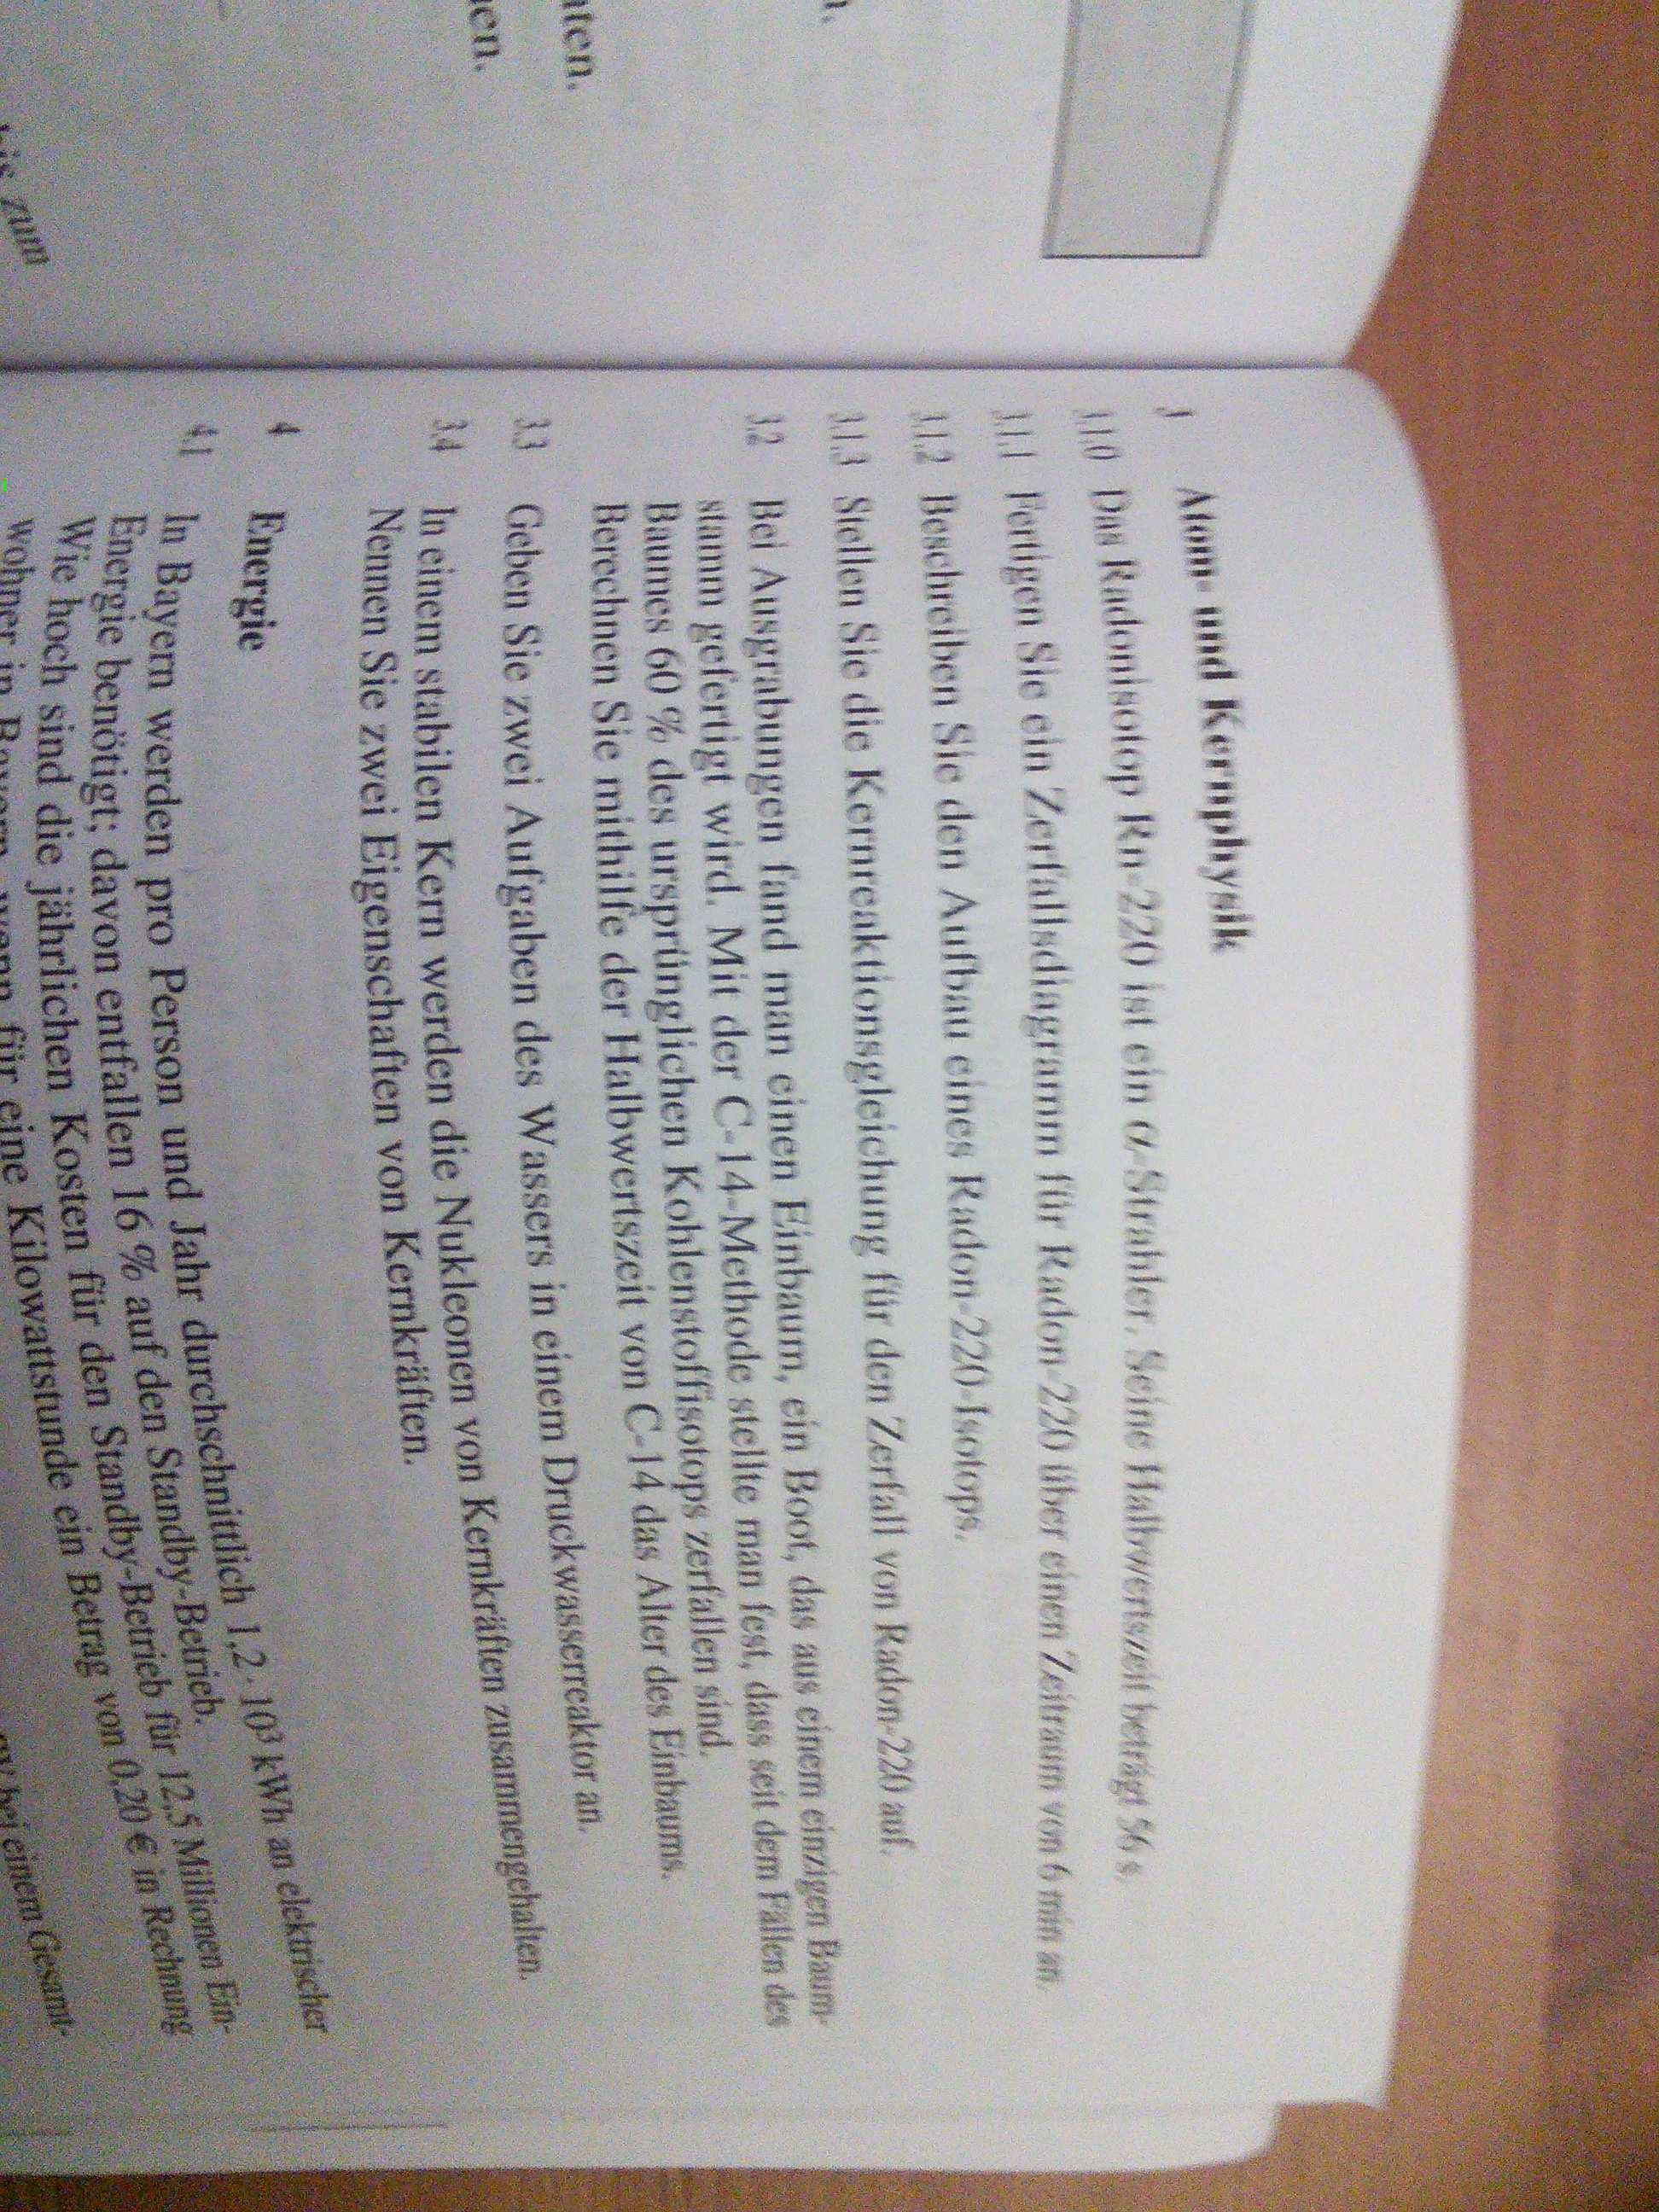 ten.
en.
bis zum
3 Atom- und Kernphysik
3.1.0 Das Radonisotop Rn-220 ist ein α-Strahler. Seine Halbwertszeit beträgt 56 s.
3.1.1 Fertigen Sie ein Zerfallsdiagramm für Radon-220 über einen Zeitraum von 6 min an.
3.1.2 Beschreiben Sie den Aufbau eines Radon-220-Isotops.
3.1.3 Stellen Sie die Kernreaktionsgleichung für den Zerfall von Radon-220 auf.
3.2 Bei Ausgrabungen fand man einen Einbaum, ein Boot, das aus einem einzigen Baum-
stamm gefertigt wird. Mit der C-14-Methode stellte man fest, dass seit dem Fällen des
Baumes 60 % des ursprünglichen Kohlenstoffisotops zerfallen sind.
Berechnen Sie mithilfe der Halbwertszeit von C-14 das Alter des Einbaums.
3.3 Geben Sie zwei Aufgaben des Wassers in einem Druckwasserreaktor an.
3.4 In einem stabilen Kern werden die Nukleonen von Kernkräften zusammengehalten.
Nennen Sie zwei Eigenschaften von Kernkräften.
4 Energie
4.1 In Bayern werden pro Person und Jahr durchschnittlich 1,2 · 10³ kWh an elektrischer
Energie benötigt; davon entfallen 16 % auf den Standby-Betrieb.
Wie hoch sind die jährlichen Kosten für den Standby-Betrieb für 12,5 Millionen Ein-
wohner in Bayern, wenn für eine Kilowattstunde ein Betrag von 0,20 € in Rechnung
bei einem Gesamt-